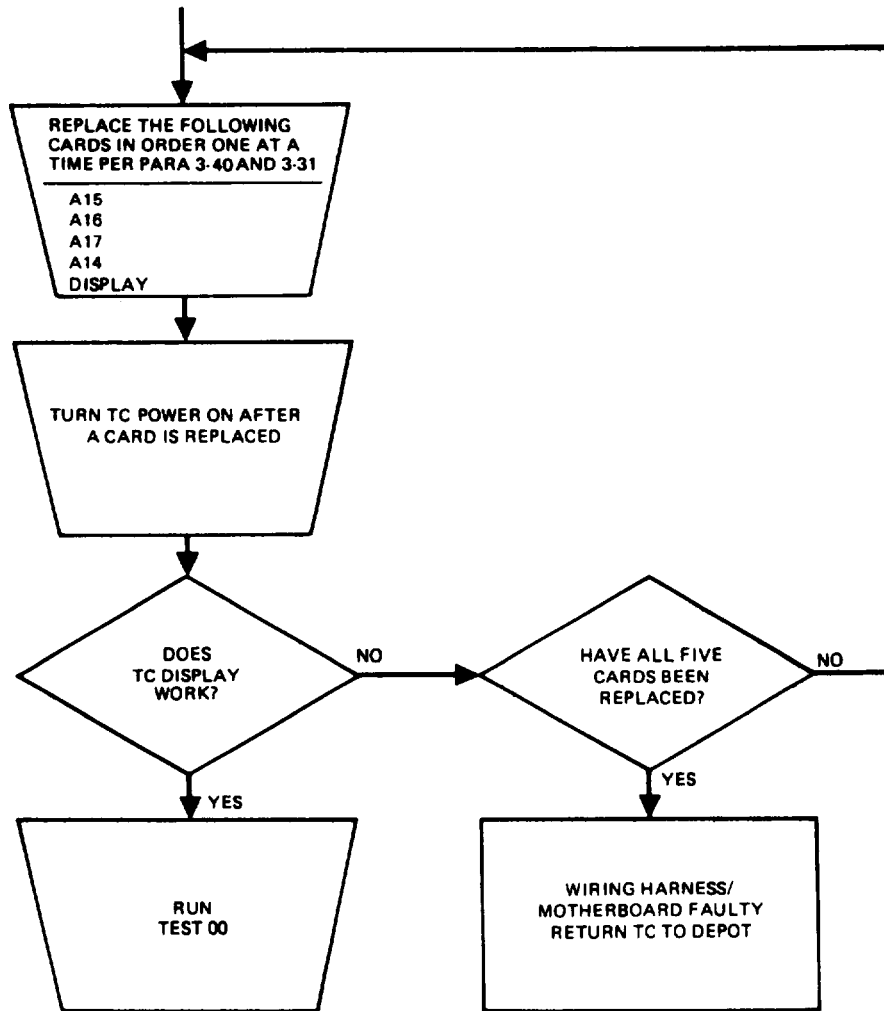 REPLACE THE FOLLOWING
CARDS IN ORDER ONE AT A
TIME PER PARA 3-40 AND 3-31
A15
A16
A17
A14
DISPLAY
TURN TC POWER ON AFTER
A CARD IS REPLACED
DOES
TC DISPLAY
WORK?
NO
HAVE ALL FIVE
CARDS BEEN
REPLACED?
NO
YES
YES
RUN
TEST 00
WIRING HARNESS/
MOTHERBOARD FAULTY
RETURN TC TO DEPOT